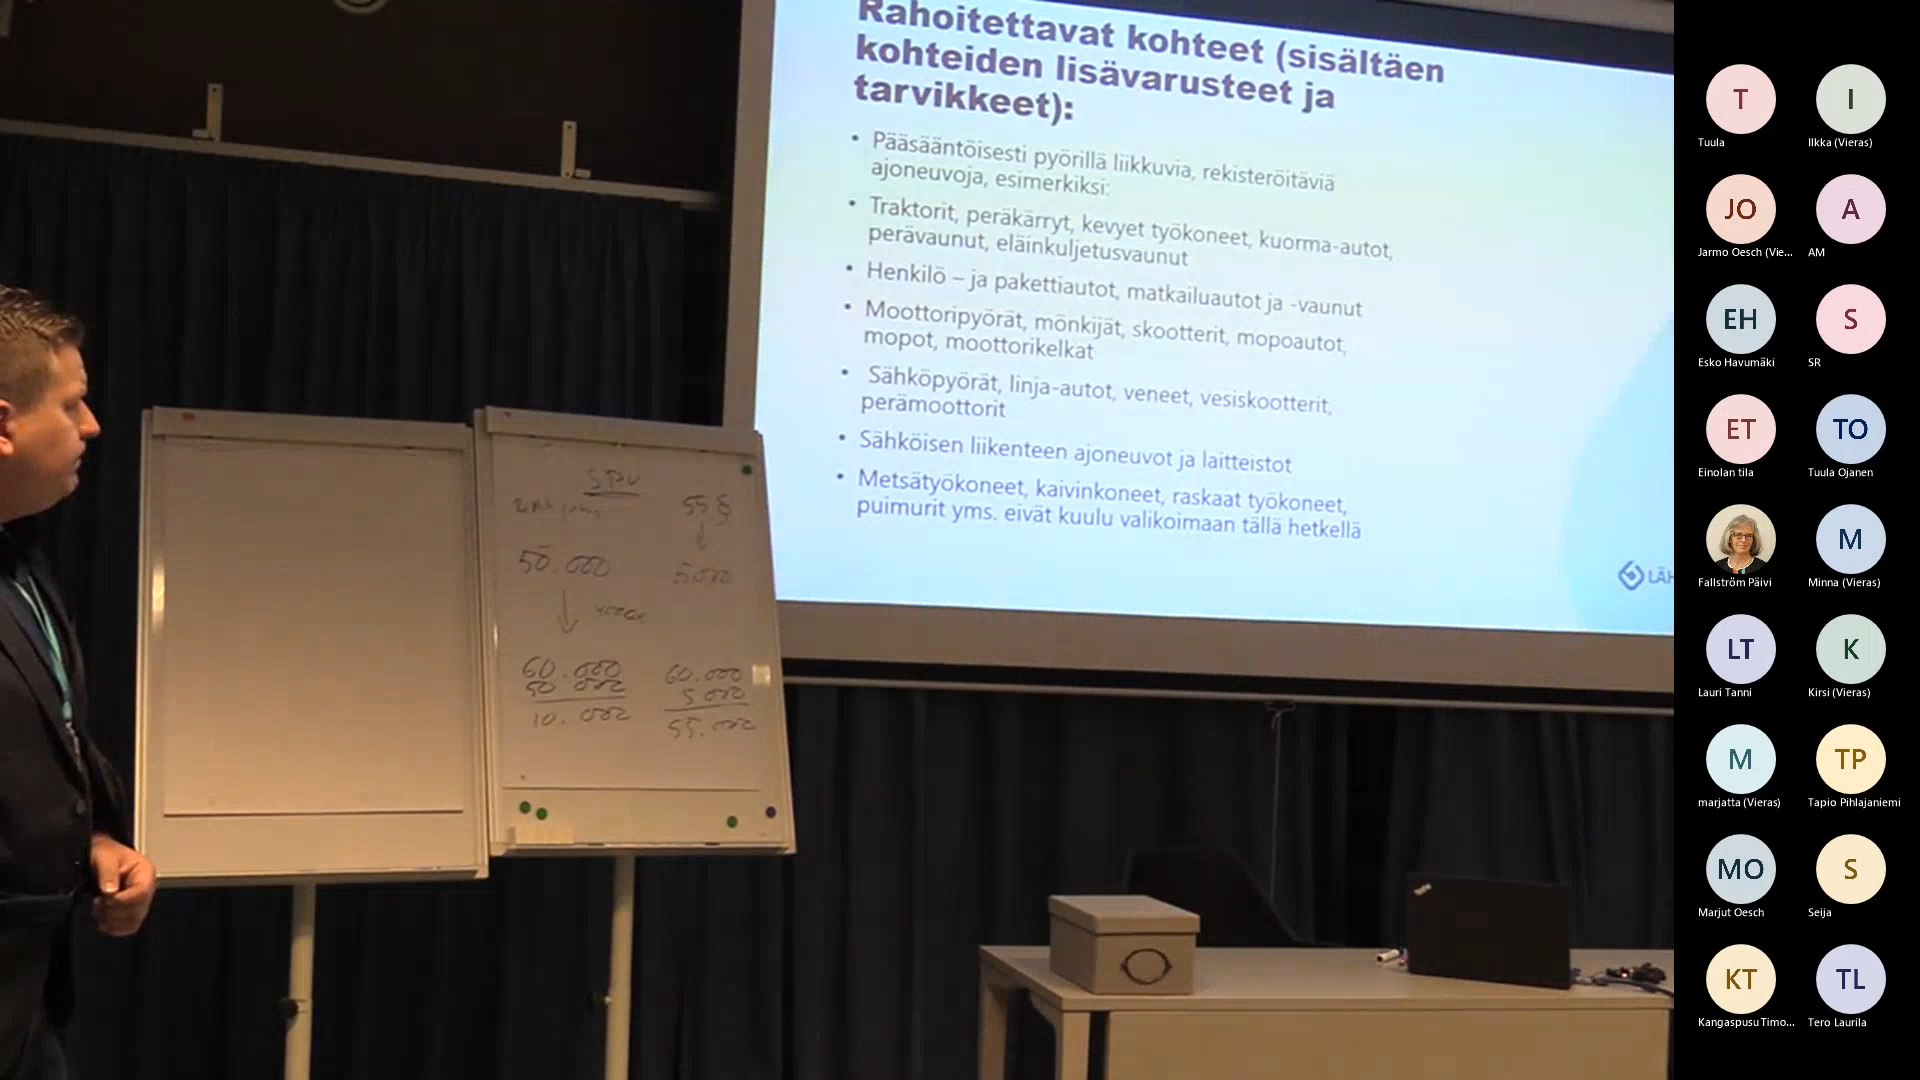 Rahoitettavat kohteet (sisältäen
kohteiden lisävarusteet ja
tarvikkeet):
• Pääsääntöisesti pyörillä liikkuvia, rekisteröitäviä
ajoneuvoja, esimerkiksi:
• Traktorit, peräkärryt, kevyet työkoneet, kuorma-autot,
perävaunut, eläinkuljetusvaunut
• Henkilö – ja pakettiautot, matkailuautot ja -vaunut
• Moottoripyörät, mönkijät, skootterit, mopoautot,
mopot, moottorikelkat
• Sähköpyörät, linja-autot, veneet, vesiskootterit,
perämoottorit
• Sähköisen liikenteen ajoneuvot ja laitteistot
• Metsätyökoneet, kaivinkoneet, raskaat työkoneet,
puimurit yms. eivät kuulu valikoimaan tällä hetkellä
LÄH
SPV
55 §
50.000
5000
60.000
50 000
10.000
60.000
5 000
55.000
T
Tuula
I
Ilkka (Vieras)
JO
Jarmo Oesch (Vie...
A
AM
EH
Esko Havumäki
S
SR
ET
Einolan tila
TO
Tuula Ojanen
Fallström Päivi
M
Minna (Vieras)
LT
Lauri Tanni
K
Kirsi (Vieras)
M
marjatta (Vieras)
TP
Tapio Pihlajaniemi
MO
Marjut Oesch
S
Seija
KT
Kangaspusu Timo...
TL
Tero Laurila